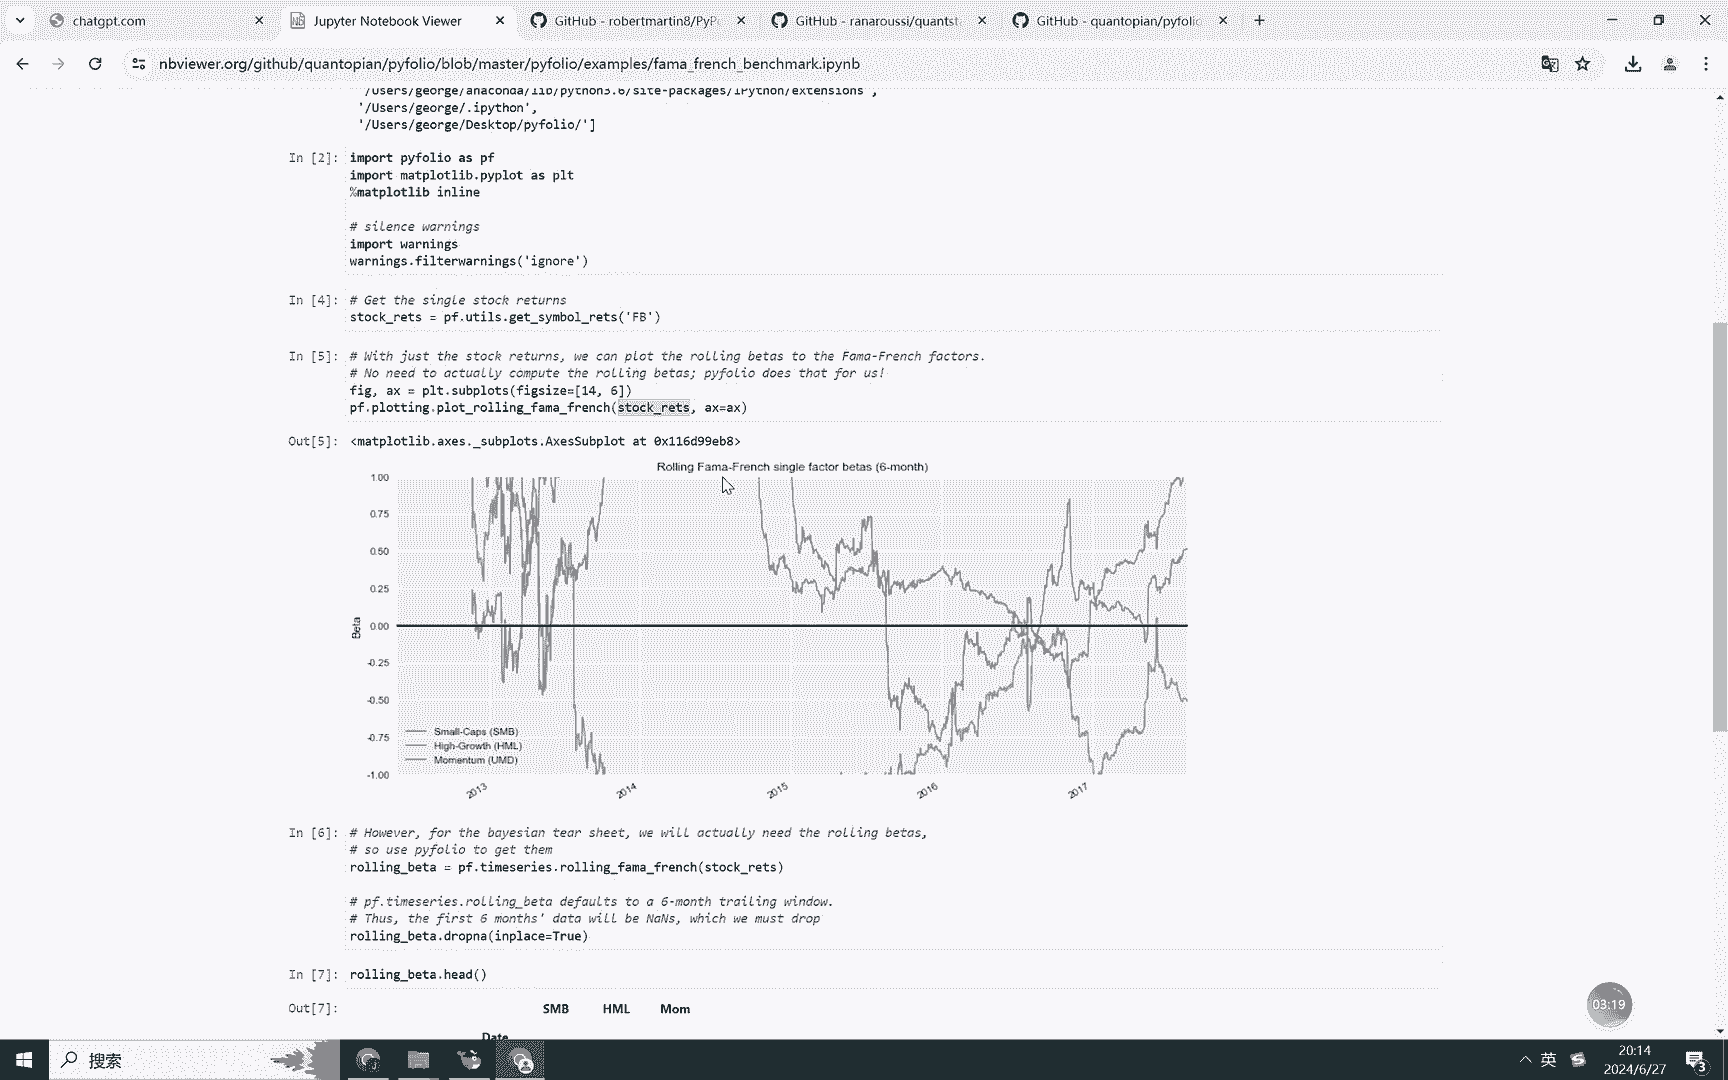 chatgpt.com
Jupyter Notebook Viewer
GitHub - robertmartin8/PyPo
GitHub - ranaroussi/quantsta
GitHub - quantopian/pyfolio
nbviewer.org/github/quantopian/pyfolio/blob/master/pyfolio/examples/fama_french_benchmark.ipynb
'/Users/george/anaconda/lib/python3.6/site-packages/IPython/extensions',
'/Users/george/.ipython',
'/Users/george/Desktop/pyfolio/']
In [2]: import pyfolio as pf
import matplotlib.pyplot as plt
%matplotlib inline
# silence warnings
import warnings
warnings.filterwarnings('ignore')
In [4]: # Get the single stock returns
stock_rets = pf.utils.get_symbol_rets('FB')
In [5]: # With just the stock returns, we can plot the rolling betas to the Fama-French factors.
# No need to actually compute the rolling betas; pyfolio does that for us!
fig, ax = plt.subplots(figsize=[14, 6])
pf.plotting.plot_rolling_fama_french(stock_rets, ax=ax)
Out[5]: <matplotlib.axes._subplots.AxesSubplot at 0x116d99eb8>
Rolling Fama-French single factor betas (6-month)
1.00
0.75
0.50
0.25
0.00
-0.25
-0.50
-0.75
-1.00
Beta
Small-Caps (SMB)
High-Growth (HML)
Momentum (UMD)
2013
2014
2015
2016
2017
In [6]: # However, for the bayesian tear sheet, we will actually need the rolling betas,
# so use pyfolio to get them
rolling_beta = pf.timeseries.rolling_fama_french(stock_rets)
# pf.timeseries.rolling_beta defaults to a 6-month trailing window.
# Thus, the first 6 months' data will be NaNs, which we must drop
rolling_beta.dropna(inplace=True)
In [7]: rolling_beta.head()
Out[7]: SMB HML Mom
Date
03:19
搜索
英
20:14
2024/6/27
3